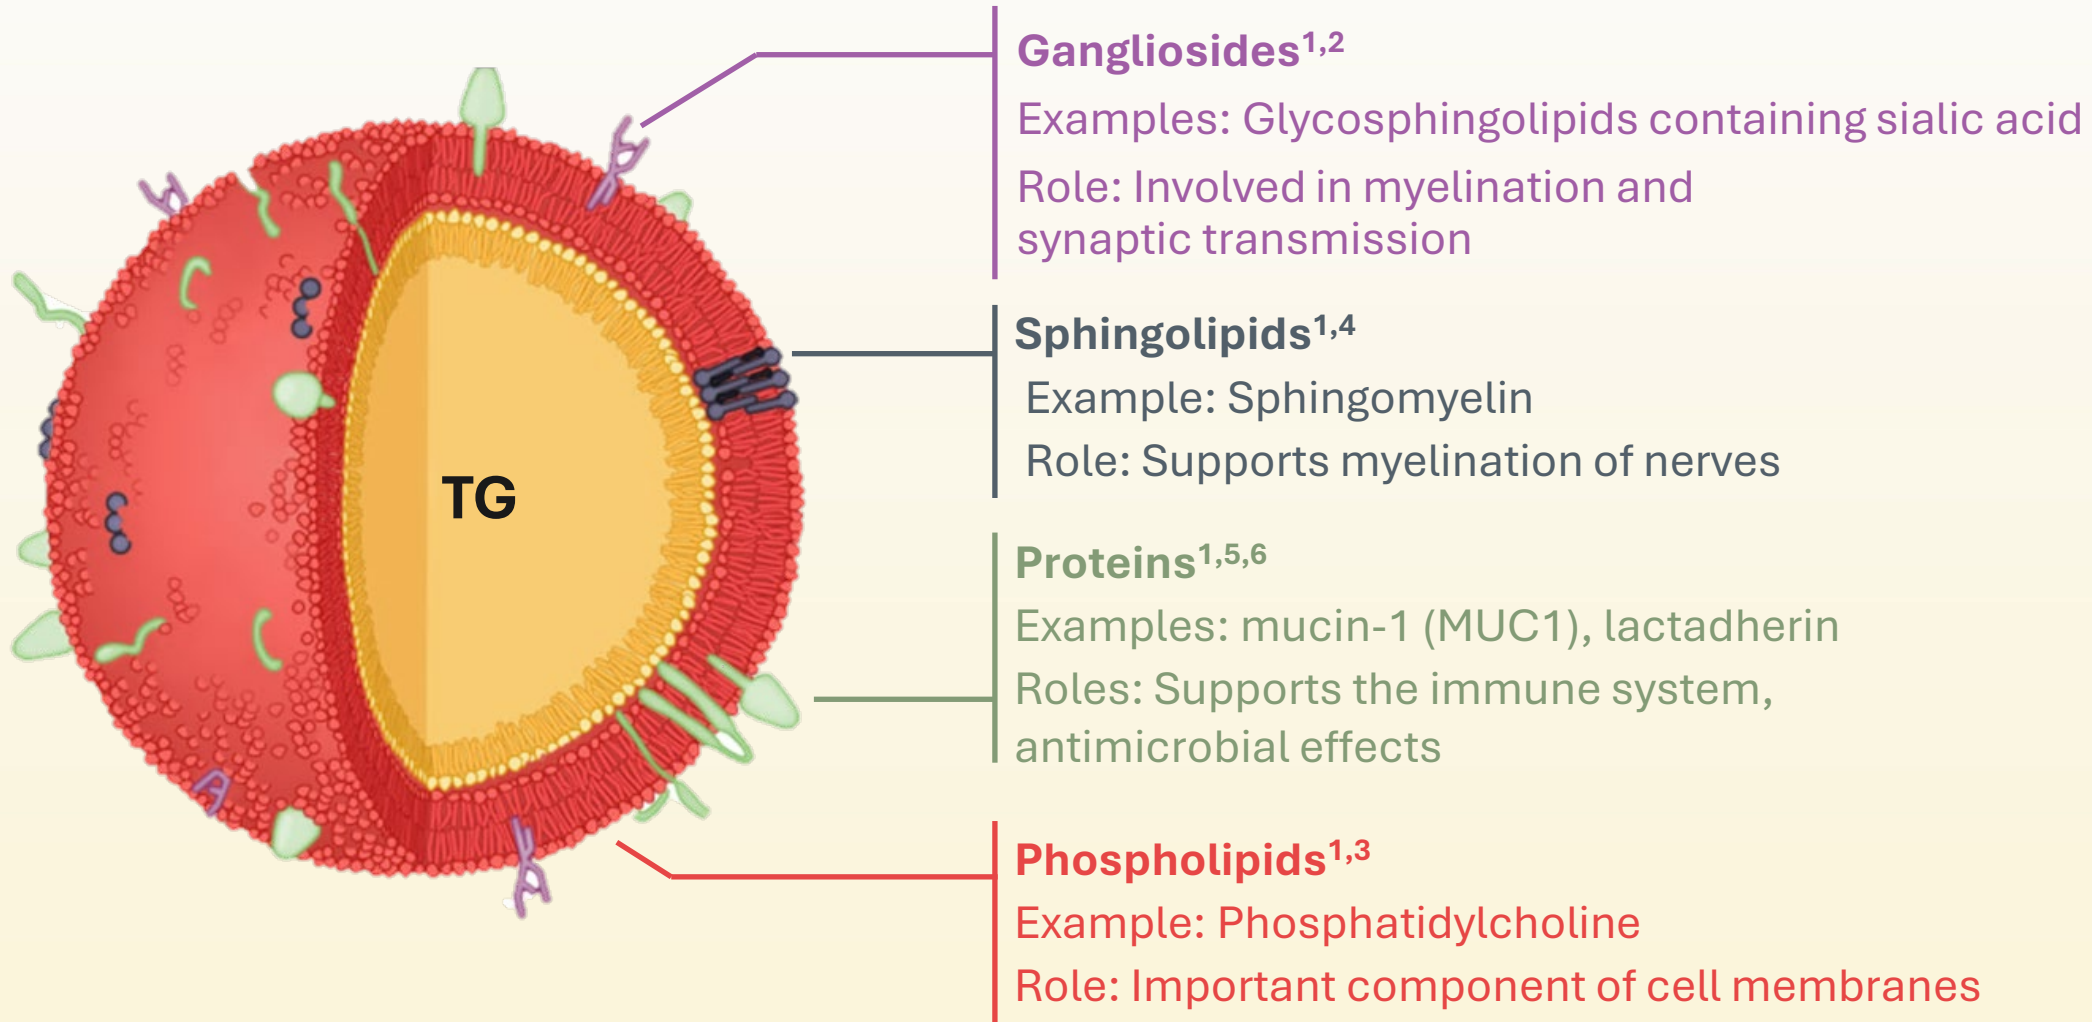 Gangliosides1,2
Examples: Glycosphingolipids containing sialic acid
Role: Involved in myelination and
synaptic transmission
Sphingolipids1,4
Example: Sphingomyelin
Role: Supports myelination of nerves
TG
Proteins1,5,6
Examples: mucin-1 (MUC1), lactadherin
Roles: Supports the immune system,
antimicrobial effects
Phospholipids1,3
Example: Phosphatidylcholine
Role: Important component of cell membranes